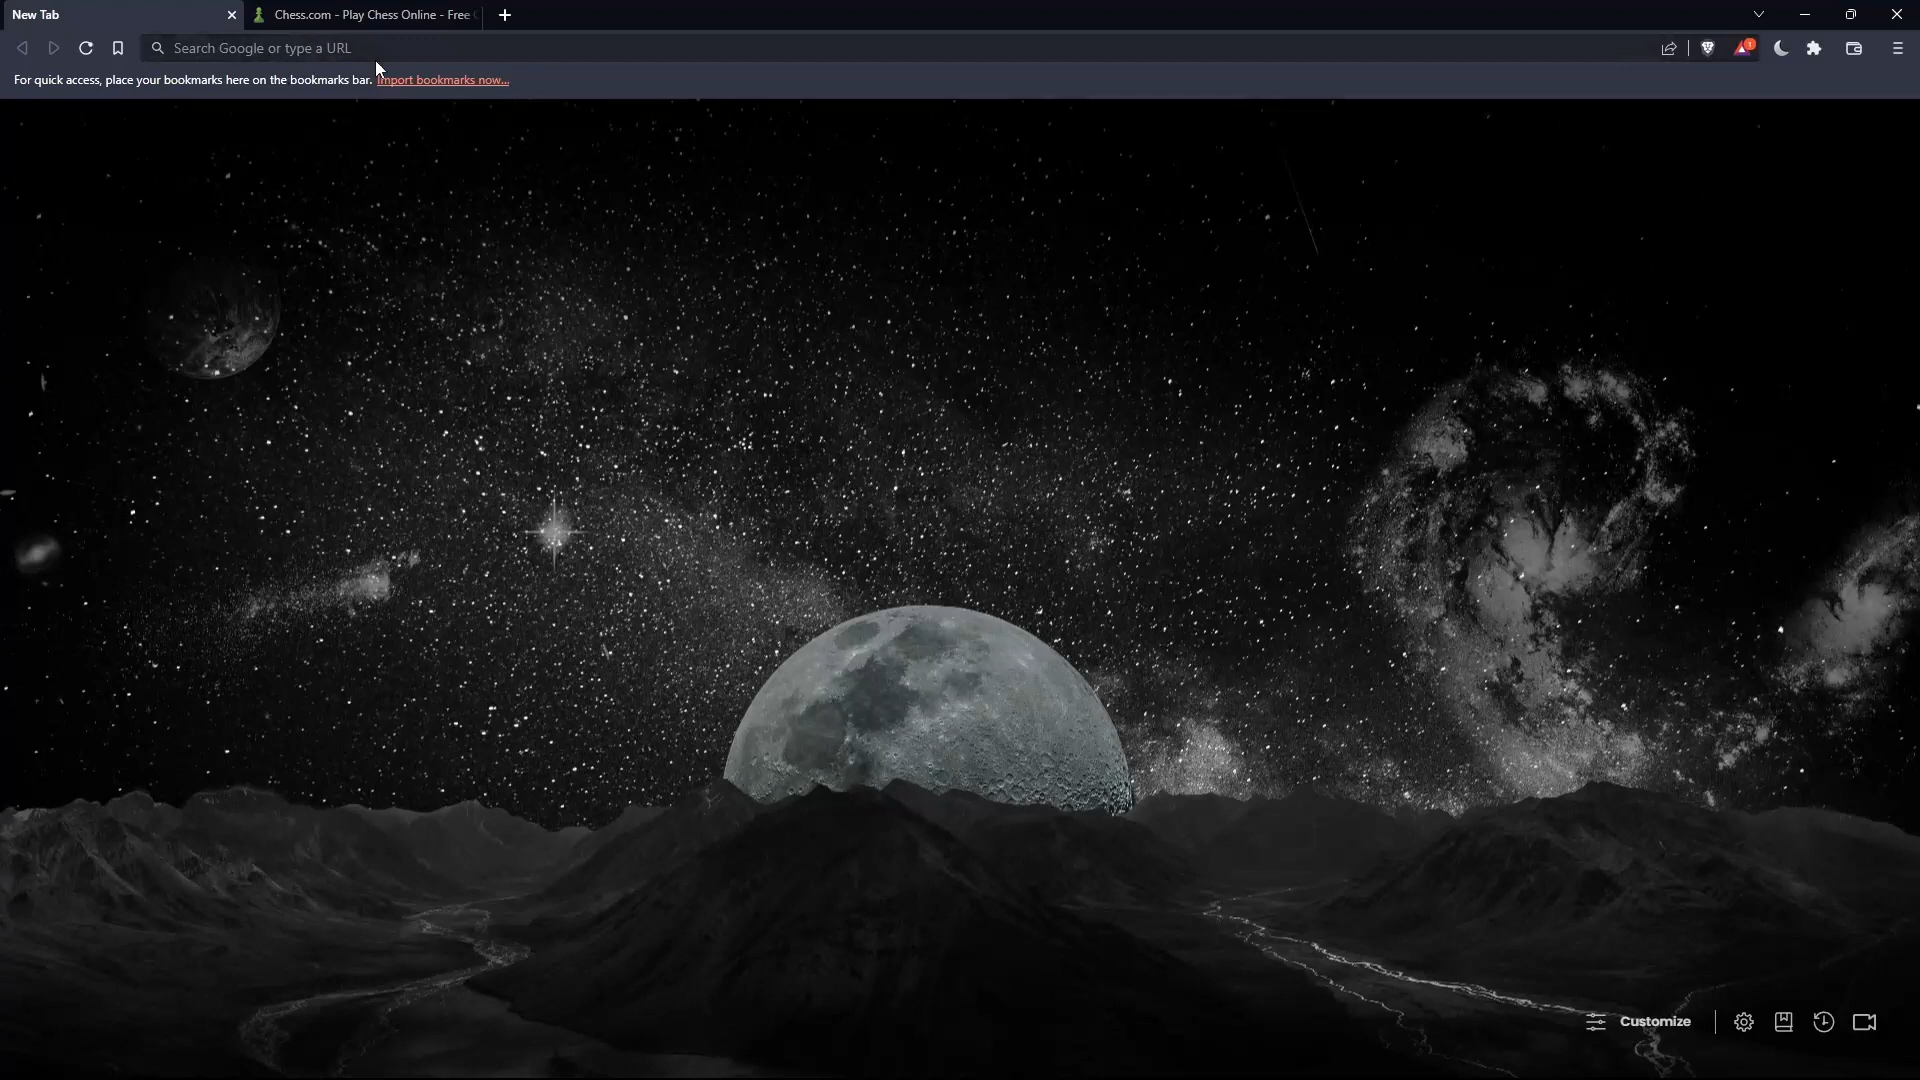 New Tab
Chess.com - Play Chess Online - Free
Search Google or type a URL
1
For quick access, place your bookmarks here on the bookmarks bar. Import bookmarks now...
Customize